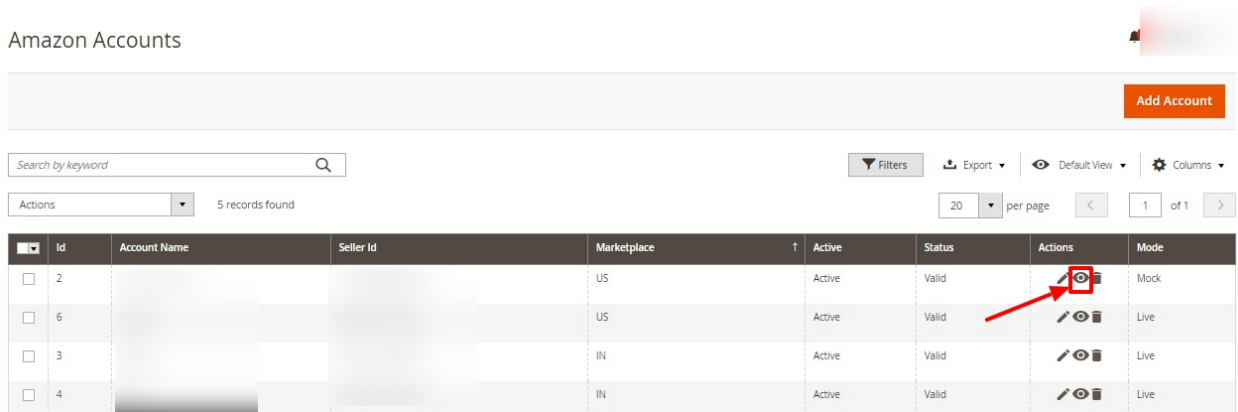 Amazon Accounts
Add Account
Search by keyword
Filters Export Default View Columns
Actions 5 records found 20 per page 1 of 1
Id Account Name Seller Id Marketplace ↑ Active Status Actions Mode
2 US Active Valid Mock
6 US Active Valid Live
3 IN Active Valid Live
4 IN Active Valid Live